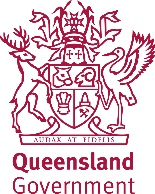 AUDAX AT FIDELIS
Queensland
Government